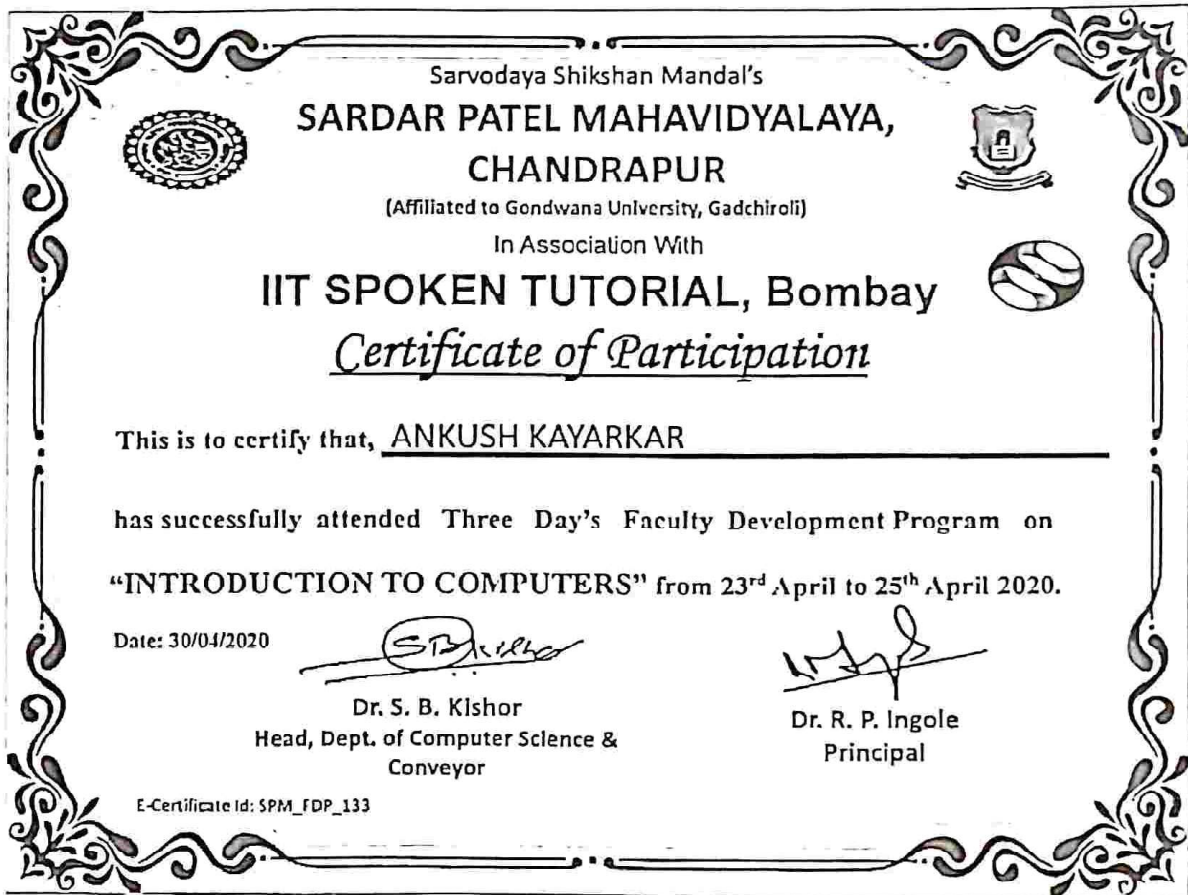 Sarvodaya Shikshan Mandal's
SARDAR PATEL MAHAVIDYALAYA,
CHANDRAPUR
(Affiliated to Gondwana University, Gadchiroli)
In Association With
IIT SPOKEN TUTORIAL, Bombay
Certificate of Participation
This is to certify that, ANKUSH KAYARKAR
has successfully attended Three Day's Faculty Development Program on
“INTRODUCTION TO COMPUTERS” from 23rd April to 25th April 2020.
Date: 30/04/2020
SBKishor
Dr. S. B. Kishor
Head, Dept. of Computer Science &
Conveyor
Dr. R. P. Ingole
Principal
E-Certificate Id: SPM_FDP_133